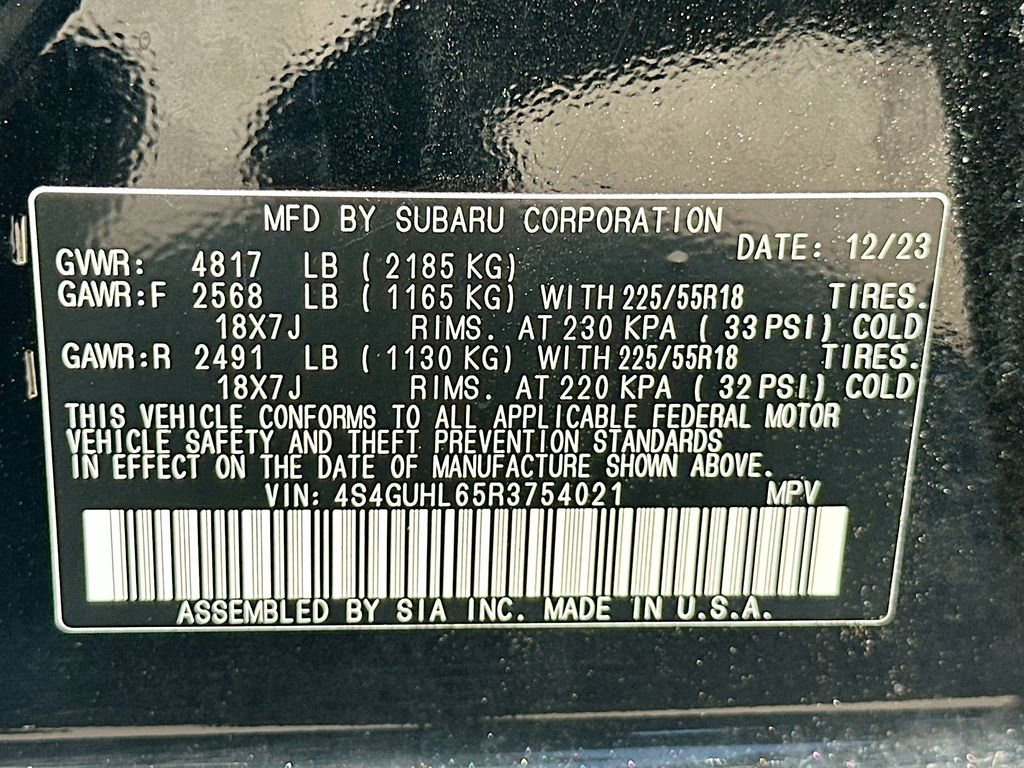 MFD BY SUBARU CORPORATION
DATE: 12/23
GVWR: 4817 LB ( 2185 KG)
GAWR:F 2568 LB ( 1165 KG) WITH 225/55R18 TIRES.
18X7J RIMS. AT 230 KPA ( 33 PSI) COLD
GAWR:R 2491 LB ( 1130 KG) WITH 225/55R18 TIRES.
18X7J RIMS. AT 220 KPA ( 32 PSI) COLD
THIS VEHICLE CONFORMS TO ALL APPLICABLE FEDERAL MOTOR
VEHICLE SAFETY AND THEFT PREVENTION STANDARDS
IN EFFECT ON THE DATE OF MANUFACTURE SHOWN ABOVE.
VIN: 4S4GUHL65R3754021 MPV
ASSEMBLED BY SIA INC. MADE IN U.S.A.